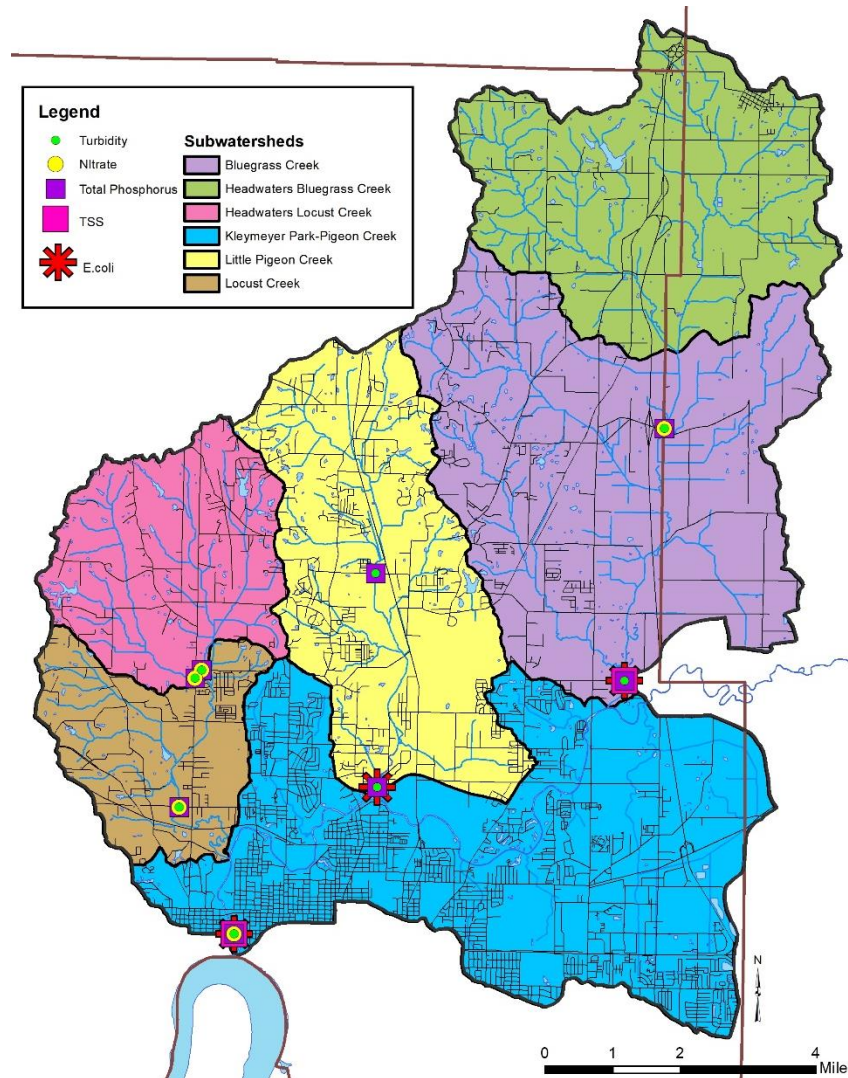 Legend
Turbidity
NItrate
Total Phosphorus
TSS
E.coli
Subwatersheds
Bluegrass Creek
Headwaters Bluegrass Creek
Headwaters Locust Creek
Kleymeyer Park-Pigeon Creek
Little Pigeon Creek
Locust Creek
N
0 1 2 4
Mile